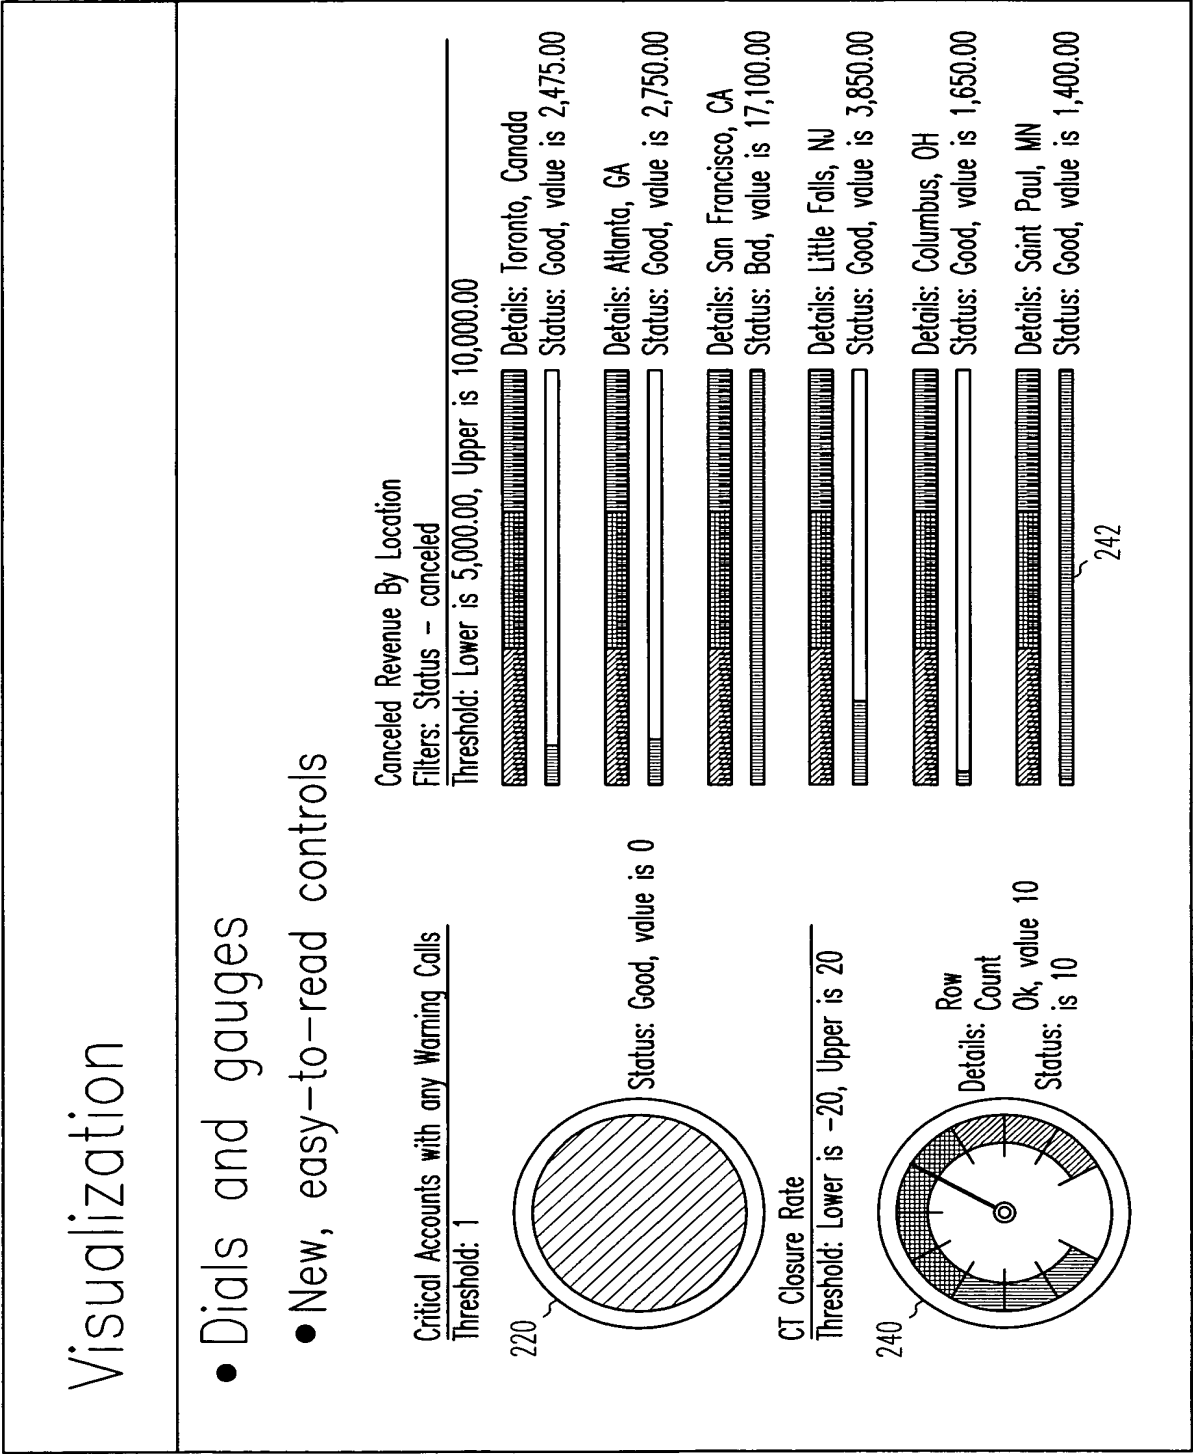 Visualization
• Dials and gauges
• New, easy-to-read controls
Critical Accounts with any Warning Calls
Threshold: 1
220
Status: Good, value is 0
CT Closure Rate
Threshold: Lower is -20, Upper is 20
240
Row
Details: Count
Ok, value 10
Status: is 10
Canceled Revenue By Location
Filters: Status - canceled
Threshold: Lower is 5,000.00, Upper is 10,000.00
Details: Toronto, Canada
Status: Good, value is 2,475.00
Details: Atlanta, GA
Status: Good, value is 2,750.00
Details: San Francisco, CA
Status: Bad, value is 17,100.00
Details: Little Falls, NJ
Status: Good, value is 3,850.00
Details: Columbus, OH
Status: Good, value is 1,650.00
Details: Saint Paul, MN
Status: Good, value is 1,400.00
242